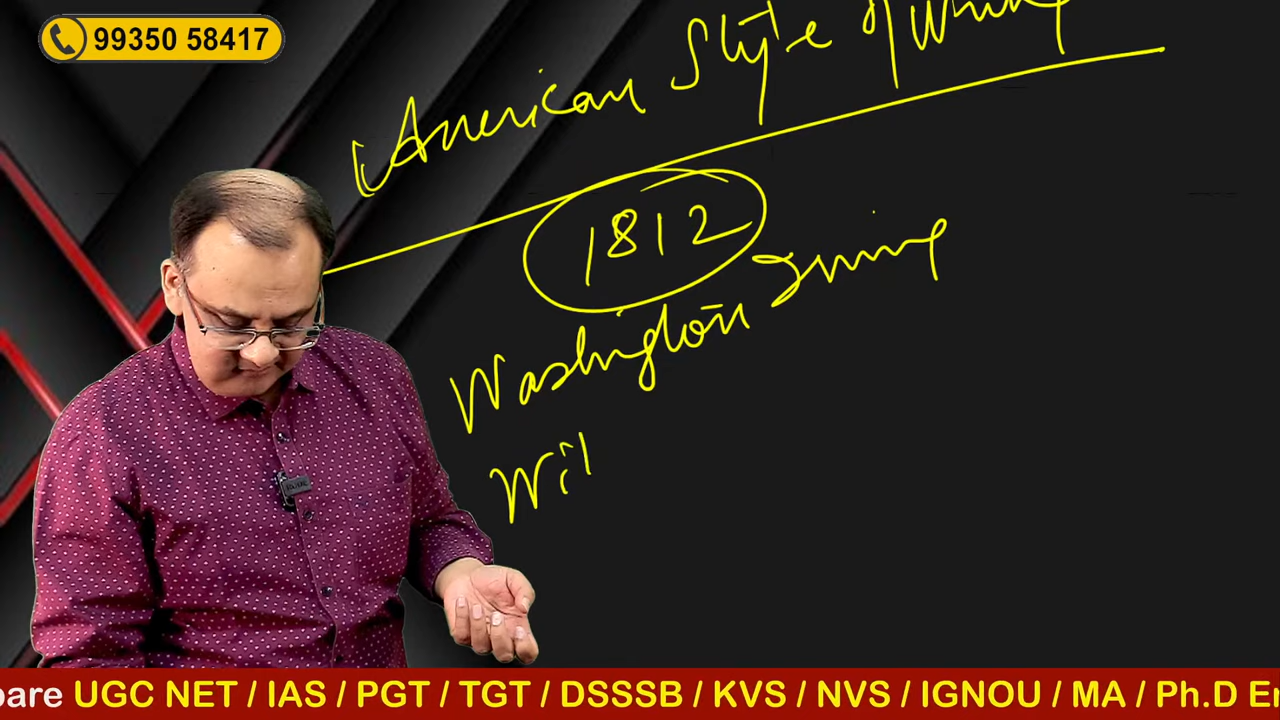 99350 58417
American Style of Writing
1812
Washington Irving
Wil
pare UGC NET / IAS / PGT / TGT / DSSSB / KVS / NVS / IGNOU / MA / Ph.D En